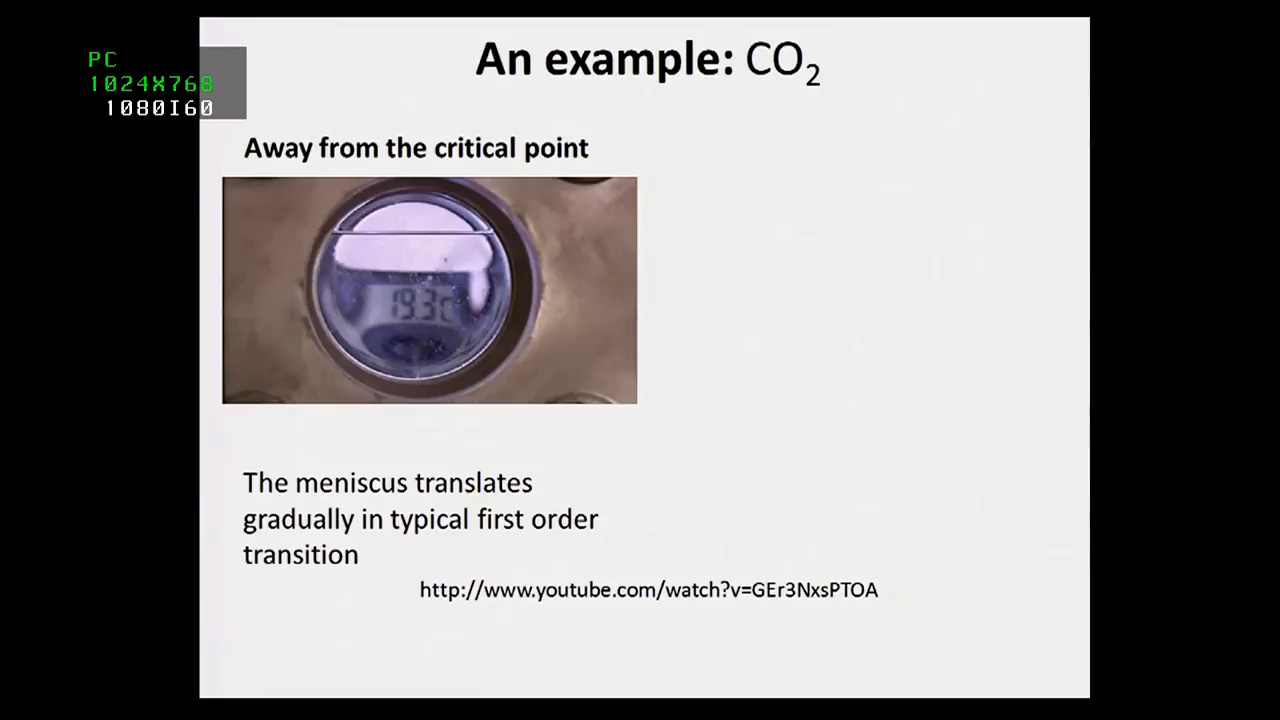 PC
1024X768
1080I60
An example: CO₂
Away from the critical point
19.3c
The meniscus translates
gradually in typical first order
transition
http://www.youtube.com/watch?v=GEr3NxsPTOA